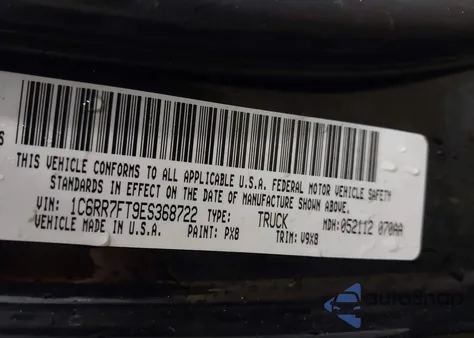 S
THIS VEHICLE CONFORMS TO ALL APPLICABLE U.S.A. FEDERAL MOTOR VEHICLE SAFETY
STANDARDS IN EFFECT ON THE DATE OF MANUFACTURE SHOWN ABOVE.
VIN: 1C6RR7FT9ES368722 TYPE: TRUCK MDH: 052112 070AA
VEHICLE MADE IN U.S.A. PAINT: PX8 TRIM: V9X8
autosnap